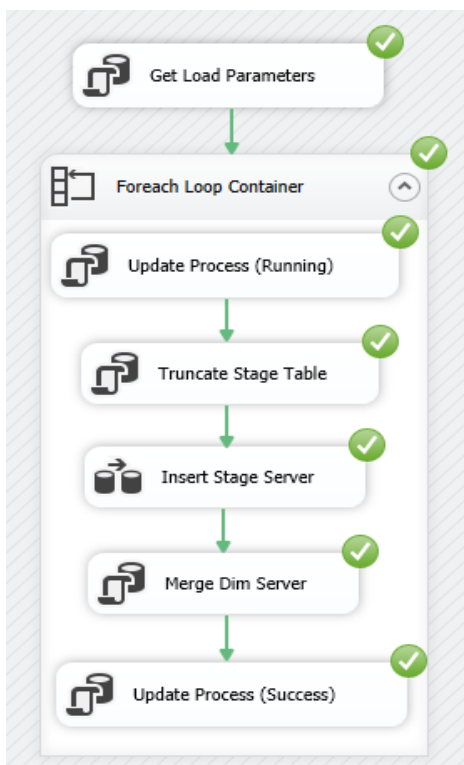 Get Load Parameters
Foreach Loop Container
Update Process (Running)
Truncate Stage Table
Insert Stage Server
Merge Dim Server
Update Process (Success)